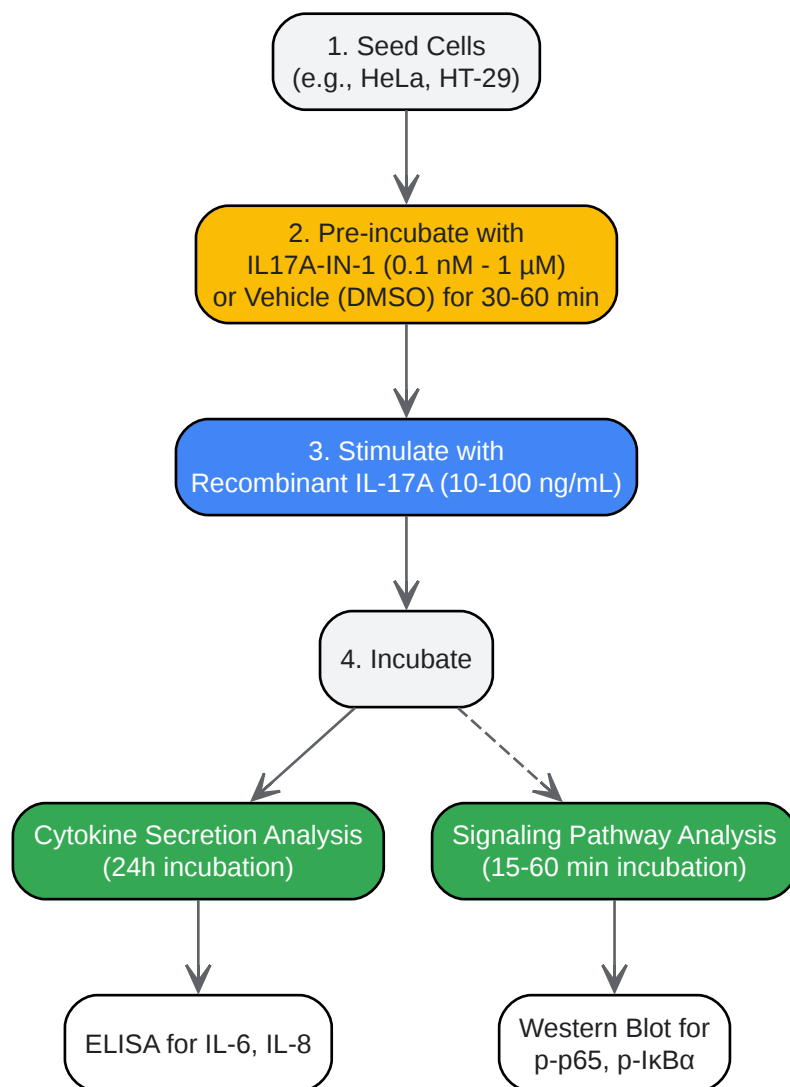 1. Seed Cells
(e.g., HeLa, HT-29)
2. Pre-incubate with
IL17A-IN-1 (0.1 nM - 1 µM)
or Vehicle (DMSO) for 30-60 min
3. Stimulate with
Recombinant IL-17A (10-100 ng/mL)
4. Incubate
Cytokine Secretion Analysis
(24h incubation)
Signaling Pathway Analysis
(15-60 min incubation)
ELISA for IL-6, IL-8
Western Blot for
p-p65, p-IκBα